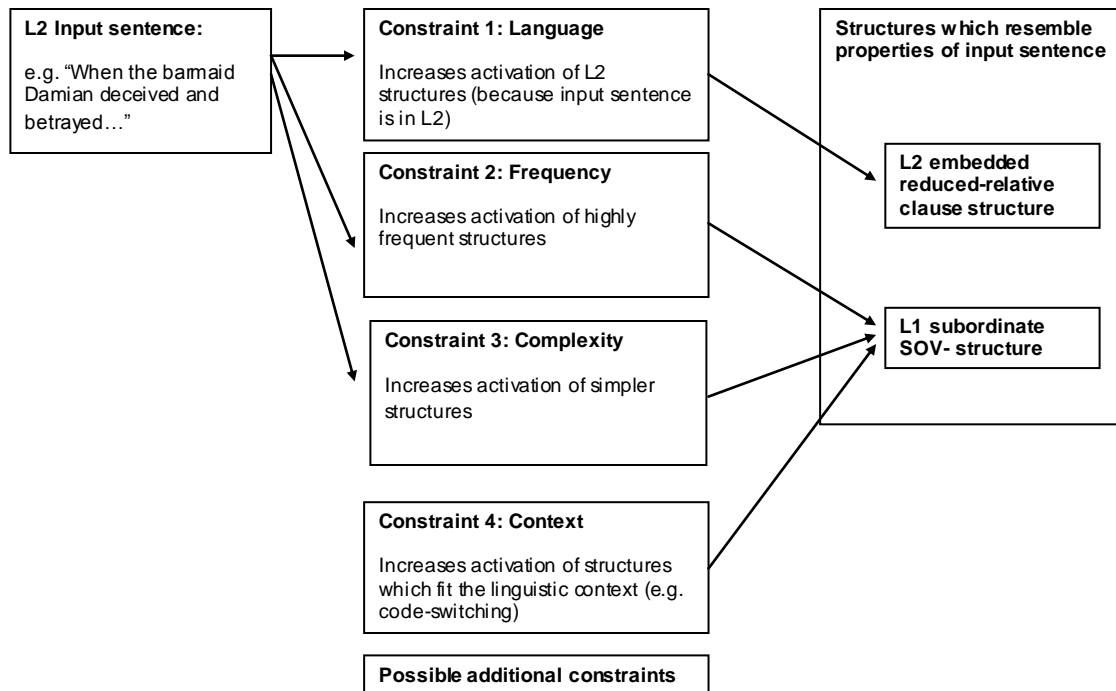 L2 Input sentence:
e.g. “When the barmaid
Damian deceived and
betrayed…”
Constraint 1: Language
Increases activation of L2
structures (because input sentence
is in L2)
Constraint 2: Frequency
Increases activation of highly
frequent structures
Constraint 3: Complexity
Increases activation of simpler
structures
Constraint 4: Context
Increases activation of structures
which fit the linguistic context (e.g.
code-switching)
Possible additional constraints
Structures which resemble
properties of input sentence
L2 embedded
reduced-relative
clause structure
L1 subordinate
SOV- structure